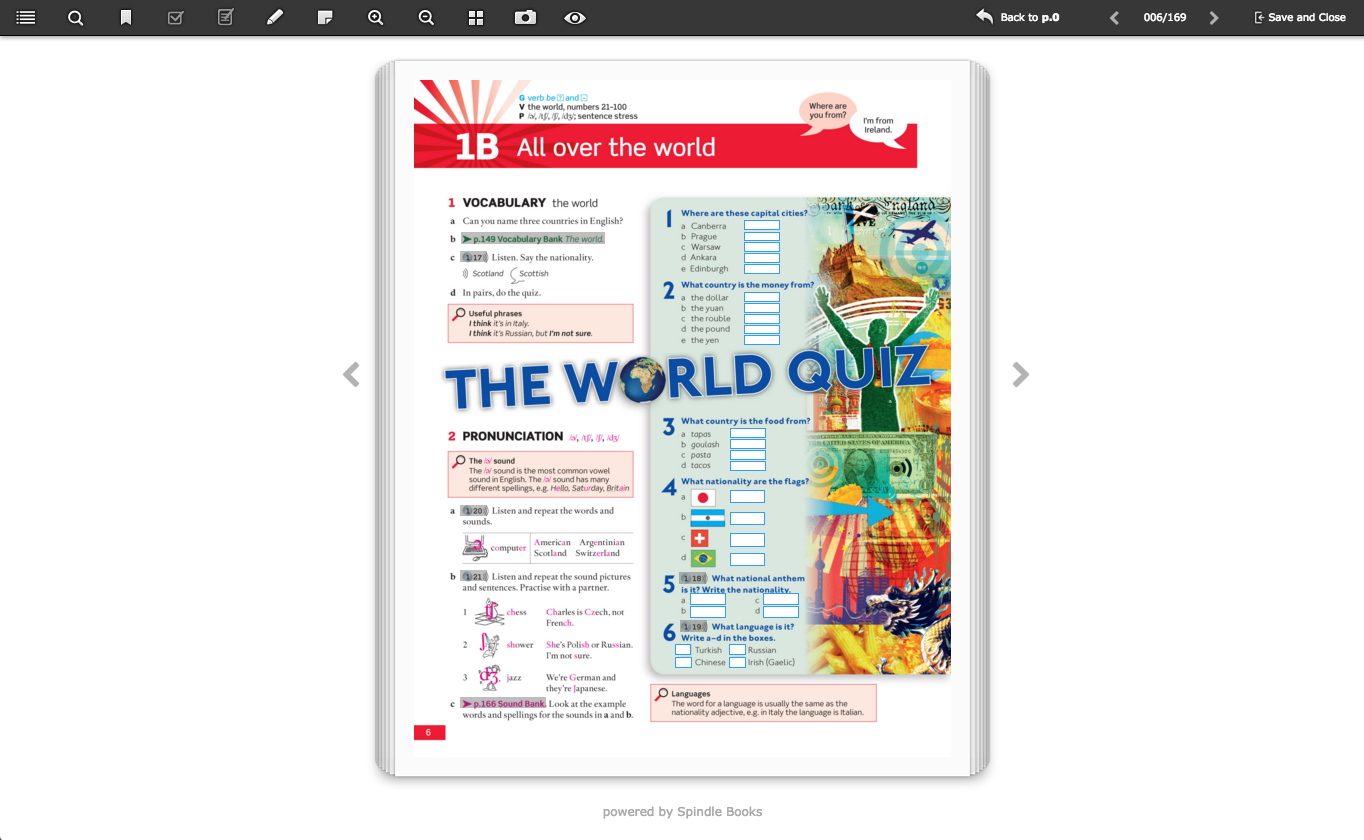 Back to p.0
006/169
Save and Close
G verb be ? and −
V the world, numbers 21–100
P /ə/, /tʃ/, /ʃ/, /dʒ/; sentence stress
Where are
you from?
I'm from
Ireland.
1B All over the world
1 VOCABULARY the world
a Can you name three countries in English?
b ➤ p.149 Vocabulary Bank The world.
c 1 17)) Listen. Say the nationality.
)) Scotland Scottish
d In pairs, do the quiz.
Useful phrases
I think it's in Italy.
I think it's Russian, but I'm not sure.
1 Where are these capital cities?
a Canberra
b Prague
c Warsaw
d Ankara
e Edinburgh
2 What country is the money from?
a the dollar
b the yuan
c the rouble
d the pound
e the yen
THE WORLD QUIZ
2 PRONUNCIATION /ə/, /tʃ/, /ʃ/, /dʒ/
The /ə/ sound
The /ə/ sound is the most common vowel
sound in English. The /ə/ sound has many
different spellings, e.g. Hello, Saturday, Britain
a 1 20)) Listen and repeat the words and
sounds.
computer
American Argentinian
Scotland Switzerland
b 1 21)) Listen and repeat the sound pictures
and sentences. Practise with a partner.
1 chess Charles is Czech, not
French.
2 shower She's Polish or Russian.
I'm not sure.
3 jazz We're German and
they're Japanese.
c ➤ p.166 Sound Bank. Look at the example
words and spellings for the sounds in a and b.
3 What country is the food from?
a tapas
b goulash
c pasta
d tacos
4 What nationality are the flags?
a
b
c
d
5 1 18)) What national anthem
is it? Write the nationality.
a c
b d
6 1 19)) What language is it?
Write a–d in the boxes.
Turkish Russian
Chinese Irish (Gaelic)
Languages
The word for a language is usually the same as the
nationality adjective, e.g. in Italy the language is Italian.
THE UNITED STATES OF AMERICA
6
powered by Spindle Books